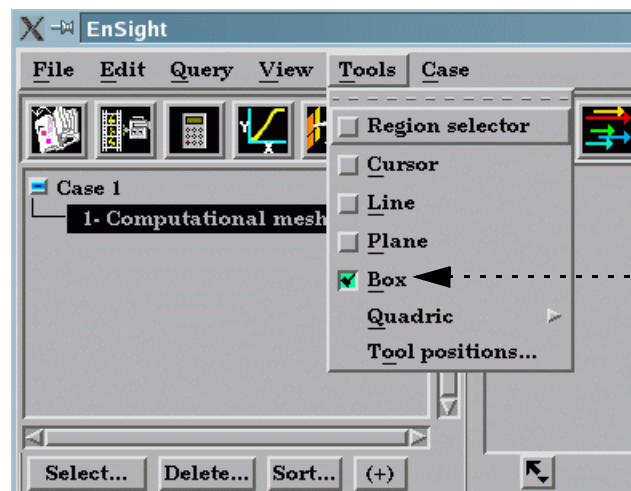 EnSight
File Edit Query View Tools Case
Region selector
Cursor
Line
Plane
Box
Quadric
Tool positions...
Case 1
1- Computational mesh
Select... Delete... Sort... (+)
Y
X